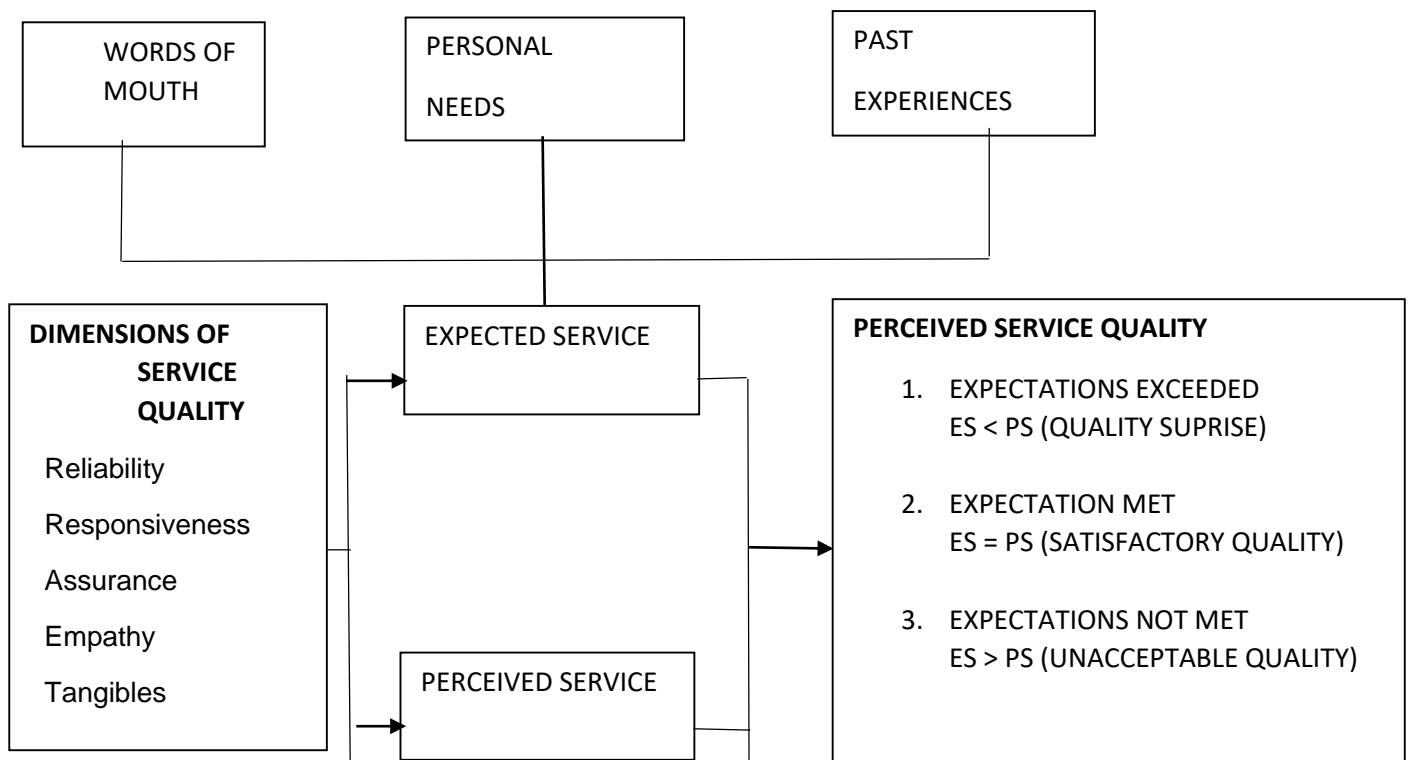 WORDS OF
MOUTH
PERSONAL
NEEDS
PAST
EXPERIENCES
DIMENSIONS OF
SERVICE
QUALITY
Reliability
Responsiveness
Assurance
Empathy
Tangibles
EXPECTED SERVICE
PERCEIVED SERVICE
PERCEIVED SERVICE QUALITY
1. EXPECTATIONS EXCEEDED
ES < PS (QUALITY SUPRISE)
2. EXPECTATION MET
ES = PS (SATISFACTORY QUALITY)
3. EXPECTATIONS NOT MET
ES > PS (UNACCEPTABLE QUALITY)